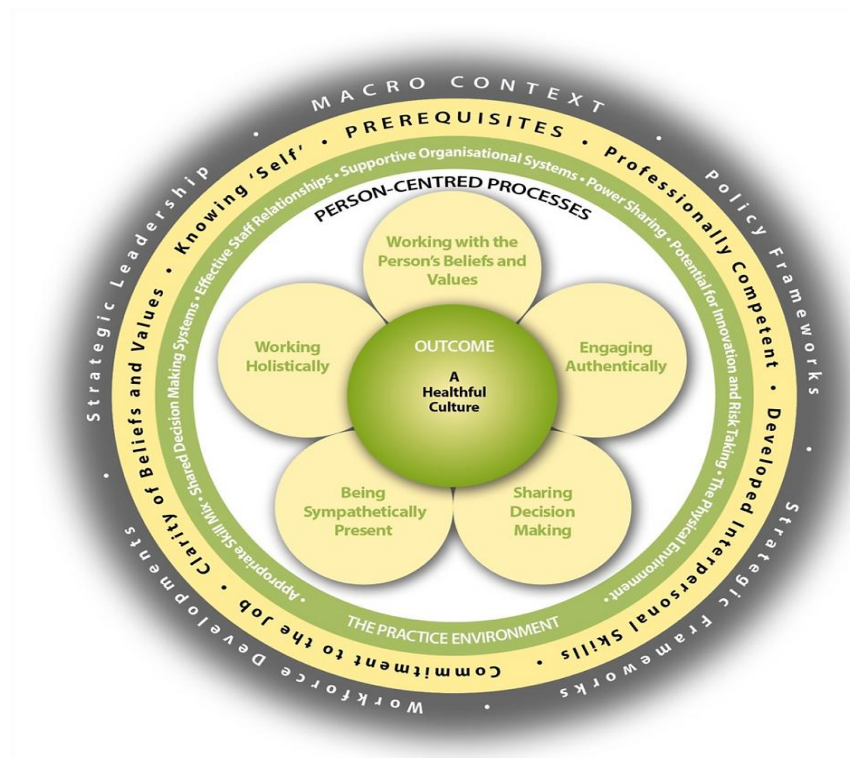 MACRO CONTEXT
• Policy Frameworks • Strategic Frameworks • Workforce Developments • Strategic Leadership •
PREREQUISITES
• Professionally Competent • Developed Interpersonal Skills • Commitment to the Job • Clarity of Beliefs and Values • Knowing ‘Self’ •
THE PRACTICE ENVIRONMENT
• Appropriate Skill Mix • Shared Decision Making Systems • Effective Staff Relationships • Supportive Organisational Systems • Power Sharing • Potential for Innovation and Risk Taking • The Physical Environment •
PERSON-CENTRED PROCESSES
Working with the
Person’s Beliefs and
Values
Engaging
Authentically
Sharing
Decision
Making
Being
Sympathetically
Present
Working
Holistically
OUTCOME
A
Healthful
Culture